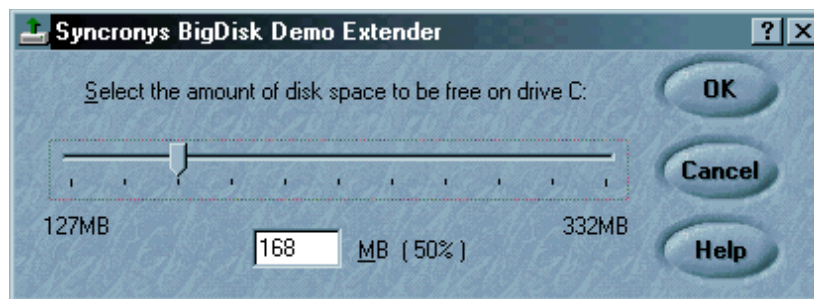 Syncronys BigDisk Demo Extender
Select the amount of disk space to be free on drive C:
127MB
332MB
168 MB ( 50% )
OK
Cancel
Help